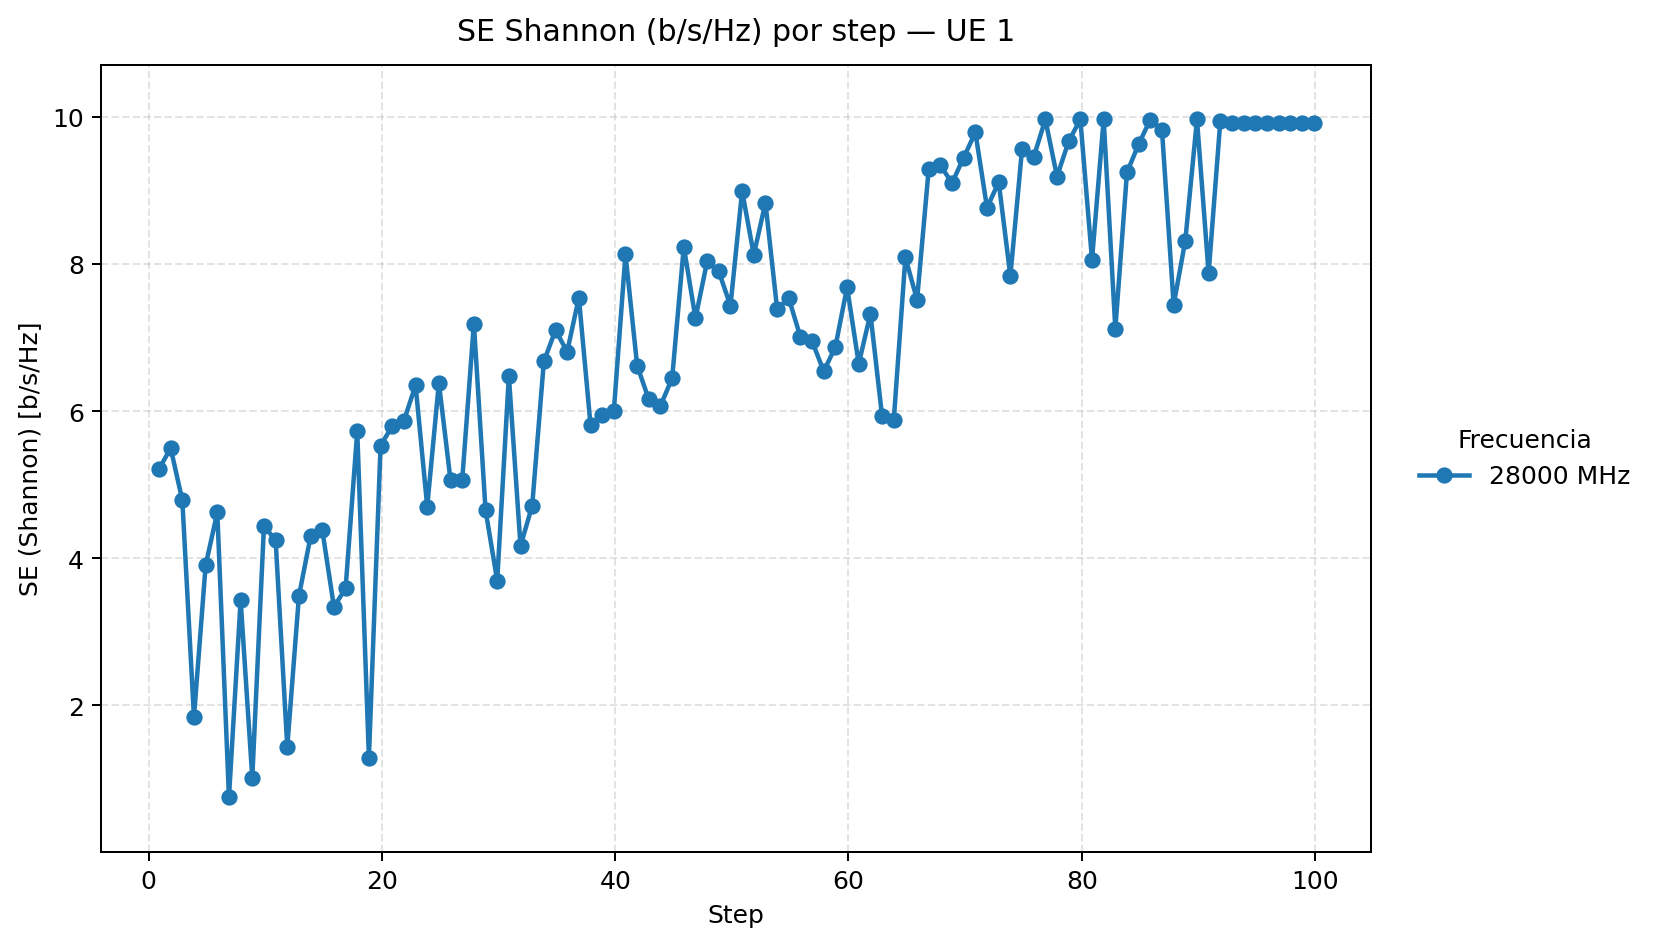 SE Shannon (b/s/Hz) por step — UE 1
SE (Shannon) [b/s/Hz]
10
8
6
4
2
0
20
40
60
80
100
Step
Frecuencia
28000 MHz